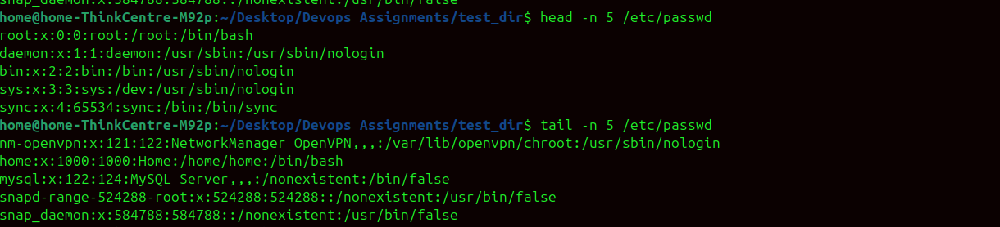 snap_daemon:x:584788:584788::/nonexistent:/usr/bin/false
home@home-ThinkCentre-M92p:~/Desktop/Devops Assignments/test_dir$ head -n 5 /etc/passwd
root:x:0:0:root:/root:/bin/bash
daemon:x:1:1:daemon:/usr/sbin:/usr/sbin/nologin
bin:x:2:2:bin:/bin:/usr/sbin/nologin
sys:x:3:3:sys:/dev:/usr/sbin/nologin
sync:x:4:65534:sync:/bin:/bin/sync
home@home-ThinkCentre-M92p:~/Desktop/Devops Assignments/test_dir$ tail -n 5 /etc/passwd
nm-openvpn:x:121:122:NetworkManager OpenVPN,,,:/var/lib/openvpn/chroot:/usr/sbin/nologin
home:x:1000:1000:Home:/home/home:/bin/bash
mysql:x:122:124:MySQL Server,,,:/nonexistent:/bin/false
snapd-range-524288-root:x:524288:524288::/nonexistent:/usr/bin/false
snap_daemon:x:584788:584788::/nonexistent:/usr/bin/false